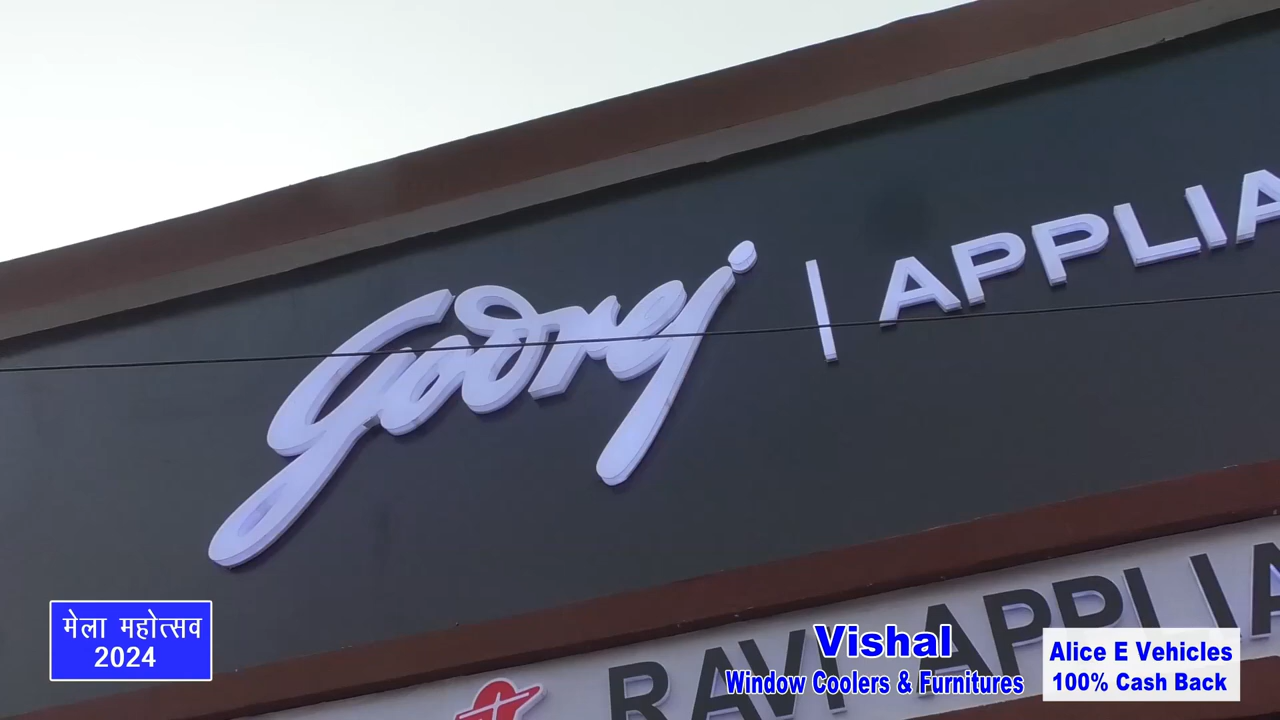 Godrej | APPLIA
RAVI APPLIA
मेला महोत्सव
2024
Vishal
Window Coolers & Furnitures
Alice E Vehicles
100% Cash Back